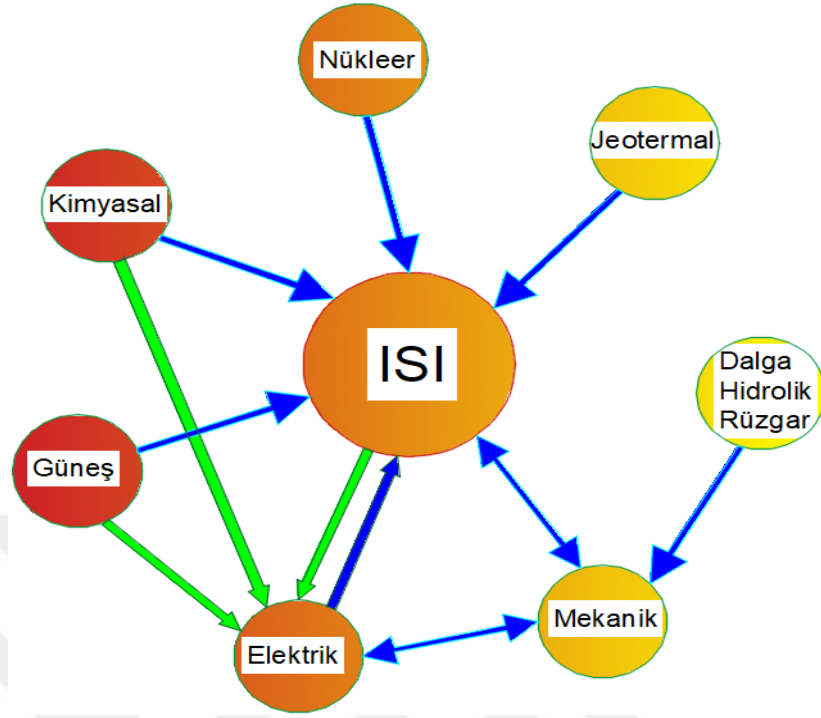 Nükleer
Jeotermal
Kimyasal
ISI
Dalga
Hidrolik
Rüzgar
Güneş
Mekanik
Elektrik